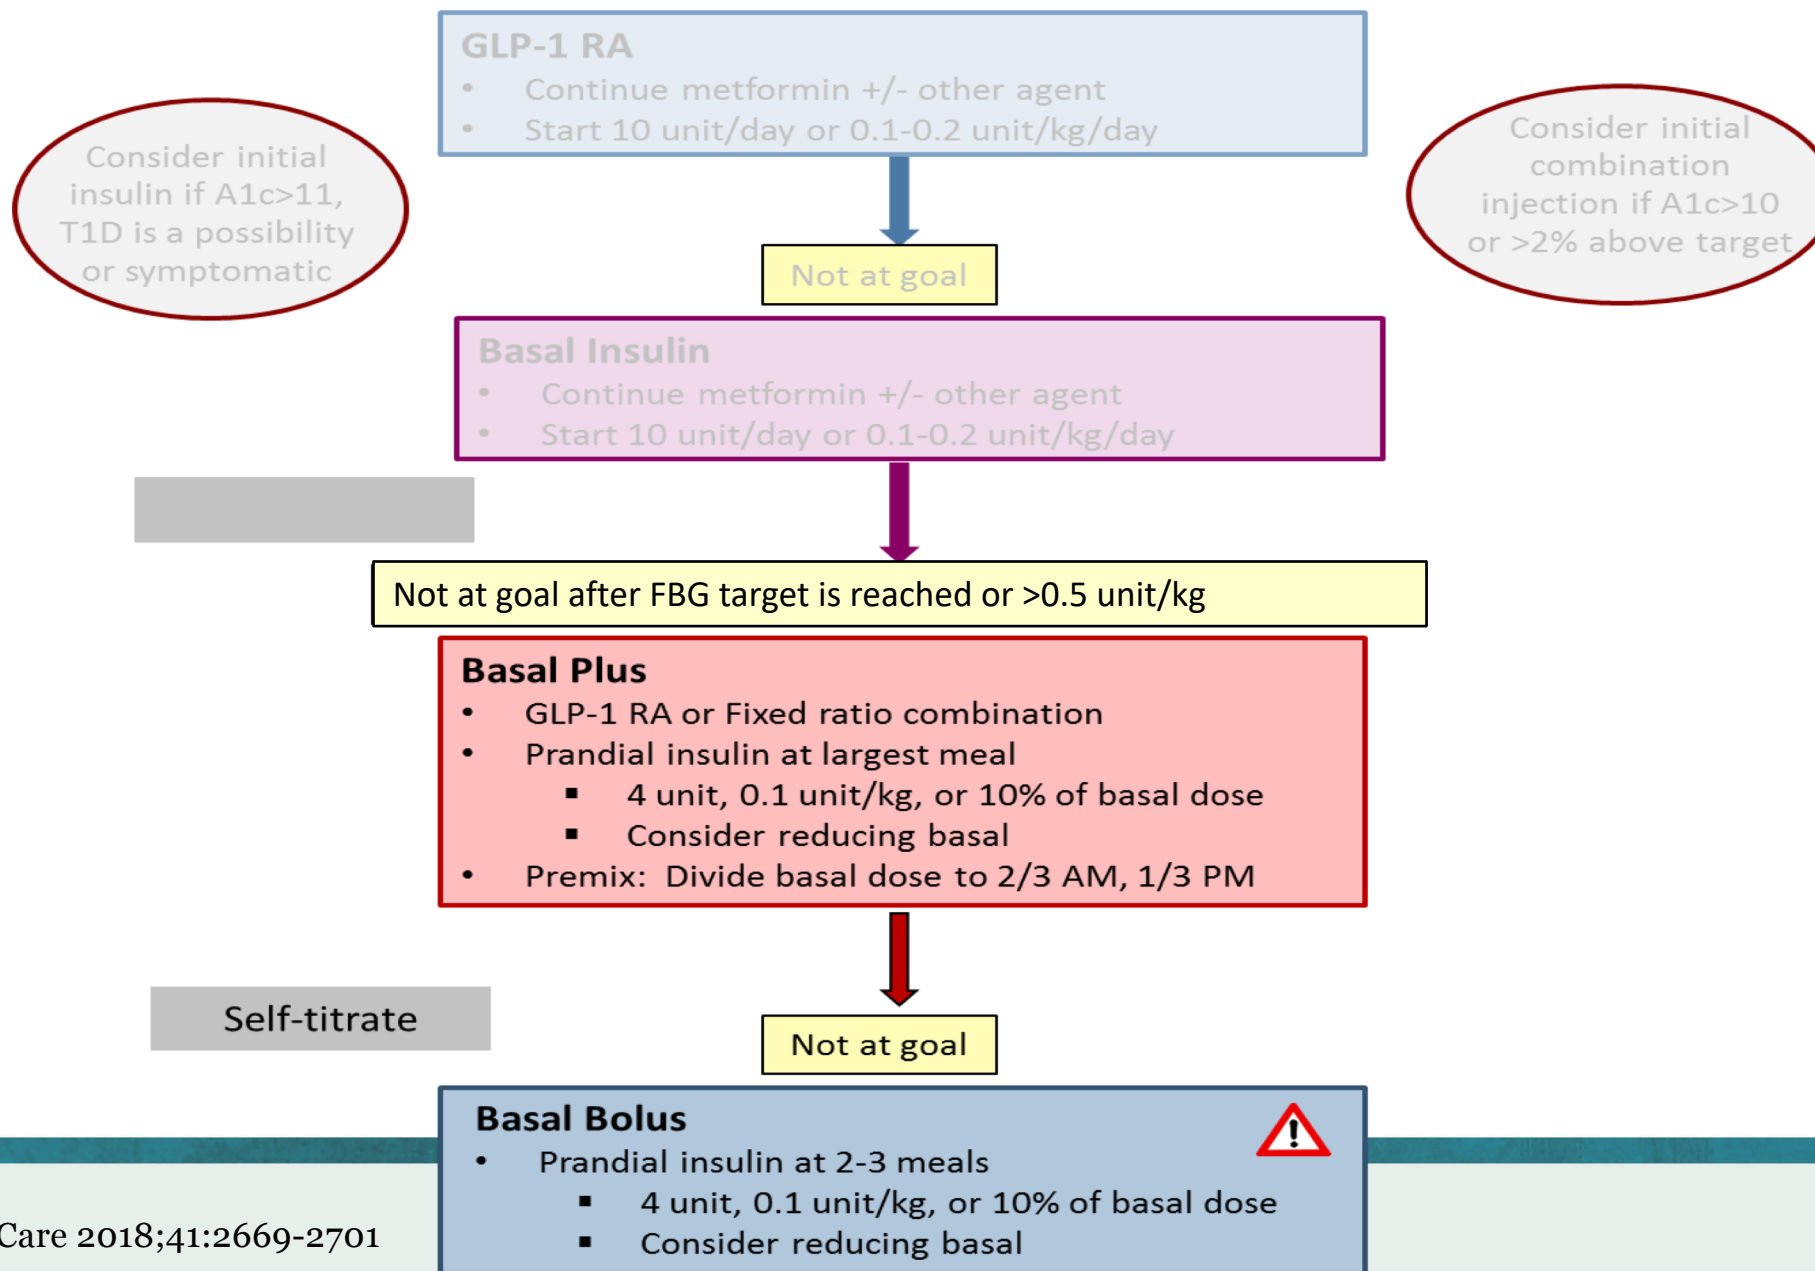 GLP-1 RA
• Continue metformin +/- other agent
• Start 10 unit/day or 0.1-0.2 unit/kg/day
Consider initial
insulin if A1c>11,
T1D is a possibility
or symptomatic
Consider initial
combination
injection if A1c>10
or >2% above target
Not at goal
Basal Insulin
• Continue metformin +/- other agent
• Start 10 unit/day or 0.1-0.2 unit/kg/day
Not at goal after FBG target is reached or >0.5 unit/kg
Basal Plus
• GLP-1 RA or Fixed ratio combination
• Prandial insulin at largest meal
▪ 4 unit, 0.1 unit/kg, or 10% of basal dose
▪ Consider reducing basal
• Premix: Divide basal dose to 2/3 AM, 1/3 PM
Self-titrate
Not at goal
Basal Bolus
• Prandial insulin at 2-3 meals
▪ 4 unit, 0.1 unit/kg, or 10% of basal dose
▪ Consider reducing basal
Care 2018;41:2669-2701